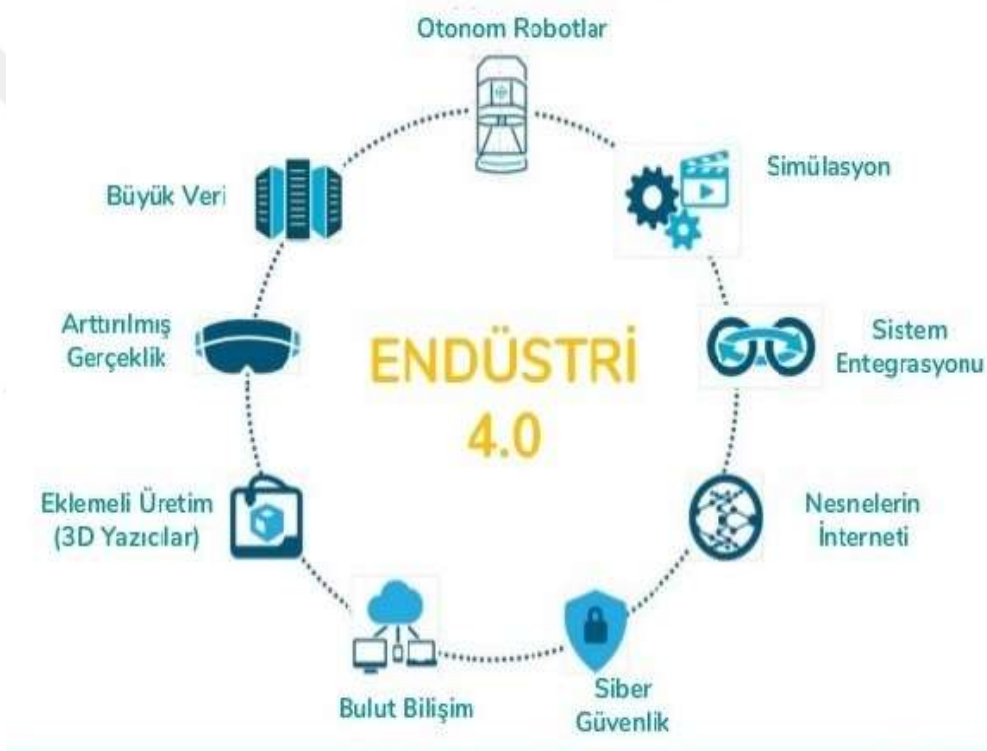 Otonom Robotlar
Simülasyon
Büyük Veri
Arttırılmış
Gerçeklik
ENDÜSTRİ
4.0
Sistem
Entegrasyonu
Eklemeli Üretim
(3D Yazıcılar)
Nesnelerin
İnterneti
Bulut Bilişim
Siber
Güvenlik